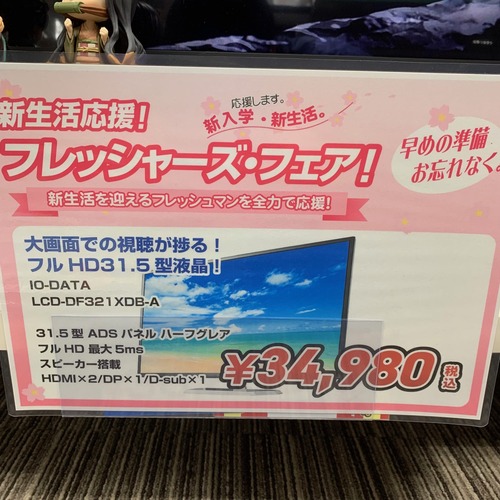 新生活応援!
応援します。
新入学・新生活。
フレッシャーズ・フェア!
早めの準備
お忘れなく。
新生活を迎えるフレッシュマンを全力で応援!
大画面での視聴が捗る!
フルHD31.5型液晶!
IO-DATA
LCD-DF321XDB-A
31.5型 ADSパネル ハーフグレア
フルHD 最大5ms
スピーカー搭載
HDMI×2/DP×1/D-sub×1
¥34,980 税込